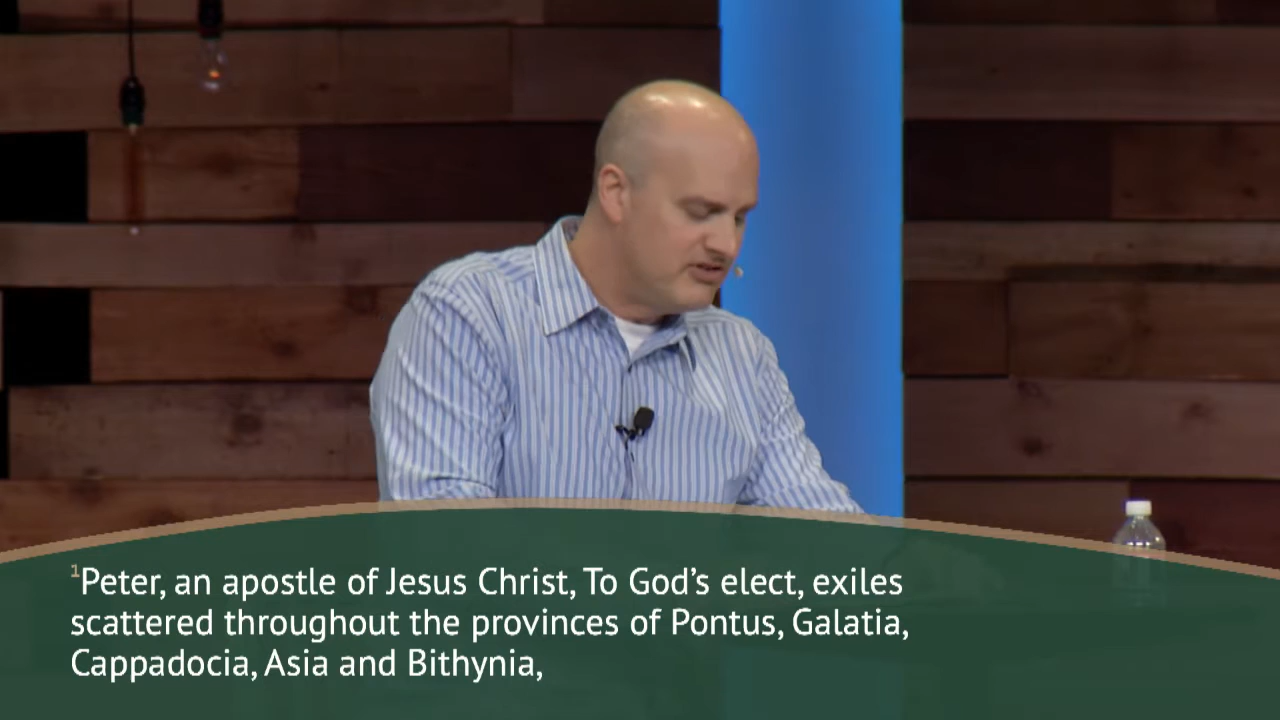 ¹Peter, an apostle of Jesus Christ, To God’s elect, exiles
scattered throughout the provinces of Pontus, Galatia,
Cappadocia, Asia and Bithynia,